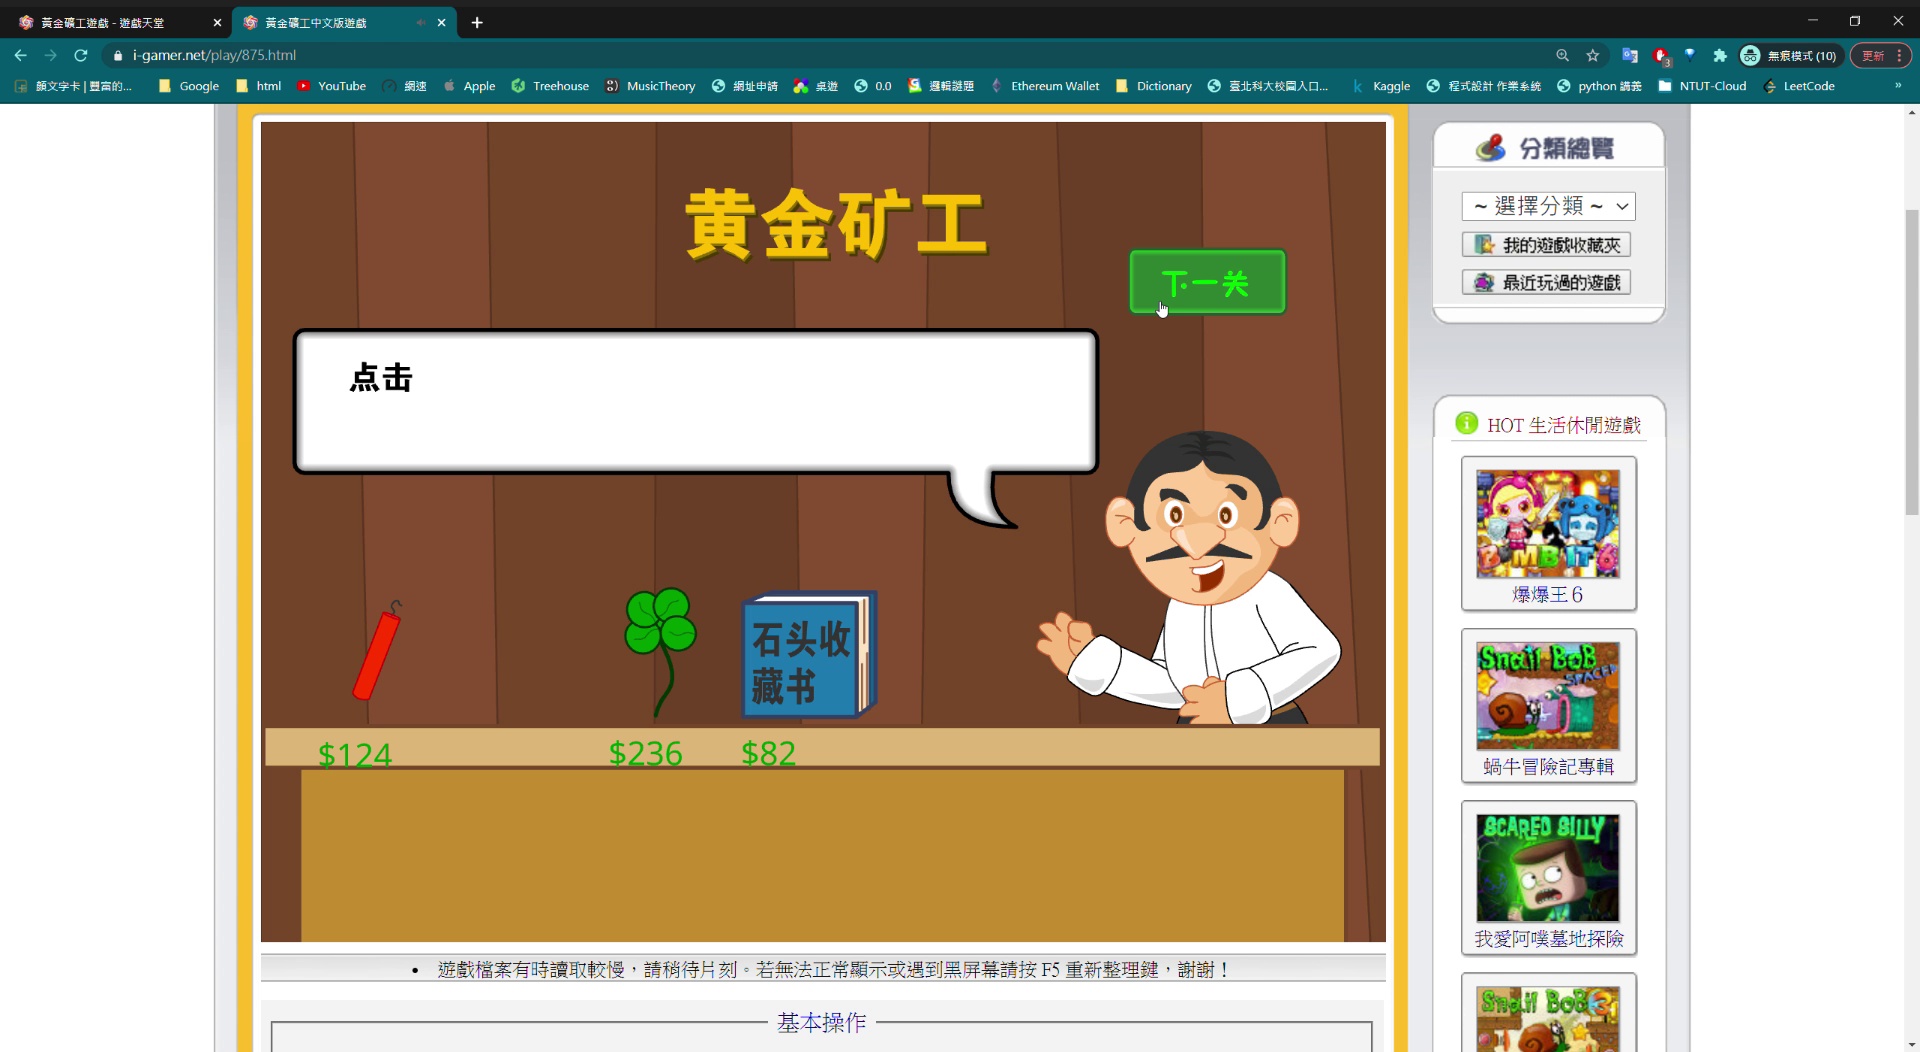 黃金礦工遊戲 - 遊戲天堂
黃金礦工中文版遊戲
i-gamer.net/play/875.html
無痕模式 (10)
更新
顏文字卡 | 豐富的...
Google
html
YouTube
網速
Apple
Treehouse
MusicTheory
網址申請
桌遊
0.0
邏輯謎題
Ethereum Wallet
Dictionary
臺北科大校園入口...
Kaggle
程式設計 作業系統
python 講義
NTUT-Cloud
LeetCode
»
黄金矿工
下一关
点击
石头收
藏书
$124
$236
$82
遊戲檔案有時讀取較慢，請稍待片刻。若無法正常顯示或遇到黑屏幕請按 F5 重新整理鍵，謝謝！
基本操作
分類總覽
~ 選擇分類 ~
我的遊戲收藏夾
最近玩過的遊戲
HOT 生活休閒遊戲
BOMB IT 6
爆爆王６
Snail BoB
SPACE
蝸牛冒險記專輯
SCARED SILLY
我愛阿噗墓地探險
Snail BoB 3